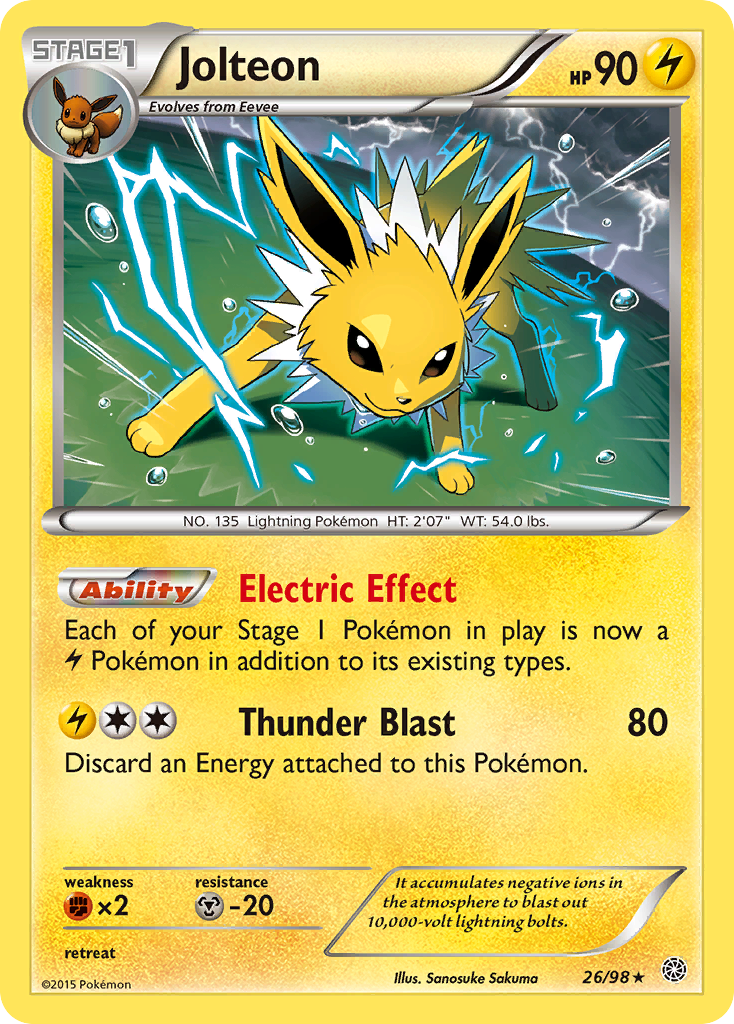 STAGE1
Jolteon
HP 90
Evolves from Eevee
NO. 135 Lightning Pokémon HT: 2'07" WT: 54.0 lbs.
Ability Electric Effect
Each of your Stage 1 Pokémon in play is now a
Pokémon in addition to its existing types.
Thunder Blast 80
Discard an Energy attached to this Pokémon.
weakness resistance
×2 -20
It accumulates negative ions in
the atmosphere to blast out
10,000-volt lightning bolts.
retreat
©2015 Pokémon
Illus. Sanosuke Sakuma
26/98 ★